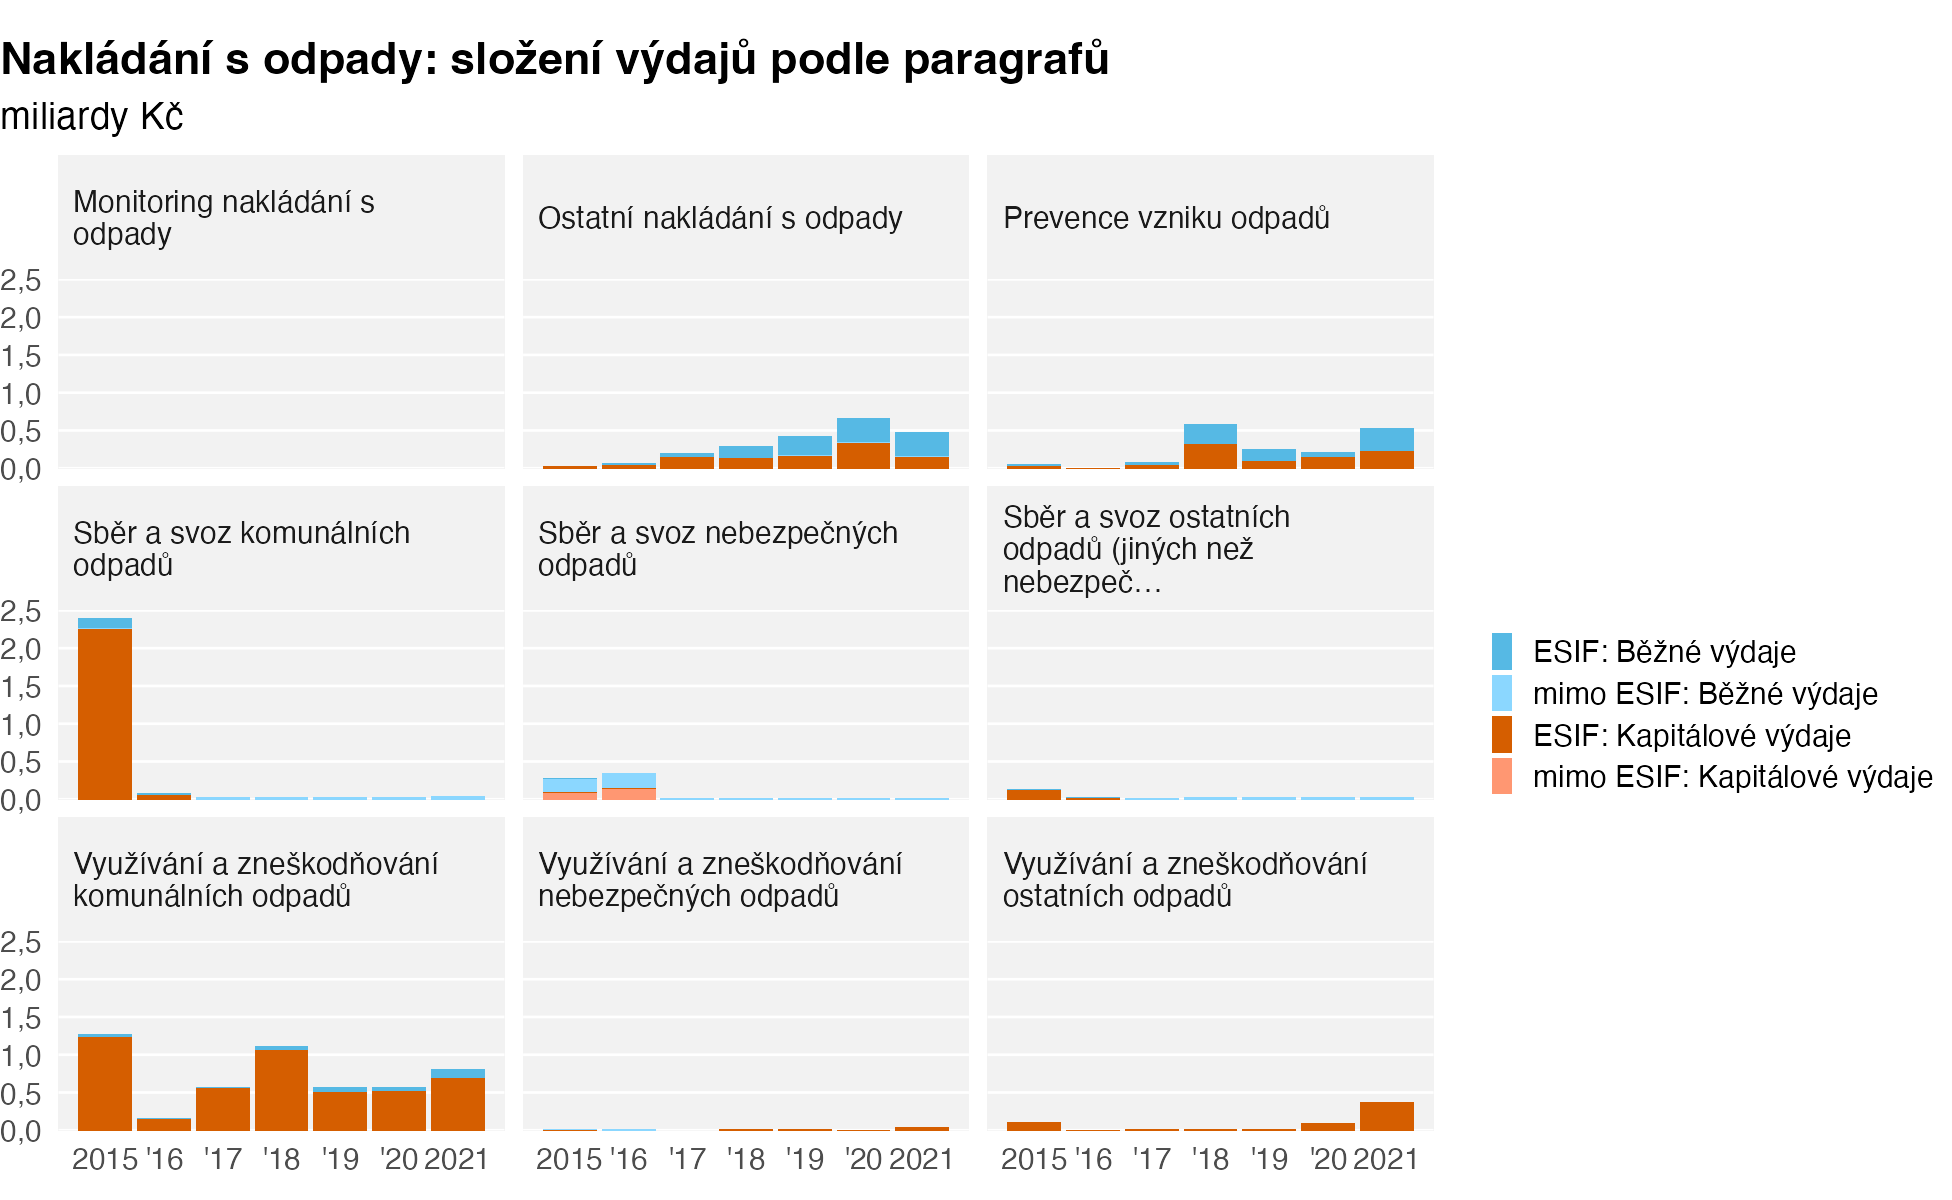 Nakládání s odpady: složení výdajů podle paragrafů
miliardy Kč
Monitoring nakládání s
odpady
Ostatní nakládání s odpady
Prevence vzniku odpadů
2,5
2,0
1,5
1,0
0,5
0,0
Sběr a svoz komunálních
odpadů
Sběr a svoz nebezpečných
odpadů
Sběr a svoz ostatních
odpadů (jiných než
nebezpeč…
2,5
2,0
1,5
1,0
0,5
0,0
ESIF: Běžné výdaje
mimo ESIF: Běžné výdaje
ESIF: Kapitálové výdaje
mimo ESIF: Kapitálové výdaje
Využívání a zneškodňování
komunálních odpadů
Využívání a zneškodňování
nebezpečných odpadů
Využívání a zneškodňování
ostatních odpadů
2,5
2,0
1,5
1,0
0,5
0,0
2015 '16 '17 '18 '19 '20 2021
2015 '16 '17 '18 '19 '20 2021
2015 '16 '17 '18 '19 '20 2021